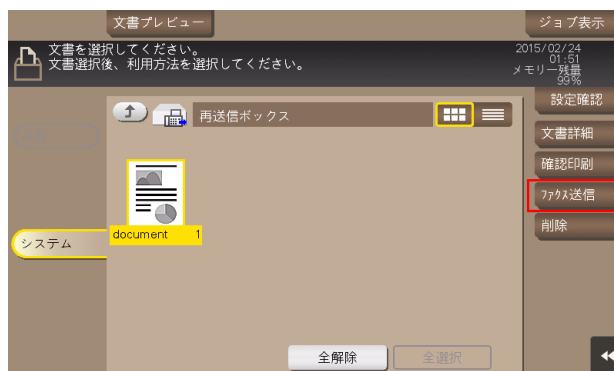 文書プレビュー
ジョブ表示
文書を選択してください。
文書選択後、利用方法を選択してください。
2015/02/24
01:51
メモリー残量
99%
設定確認
再送信ボックス
文書詳細
確認印刷
ファクス送信
削除
document 1
システム
全解除
全選択